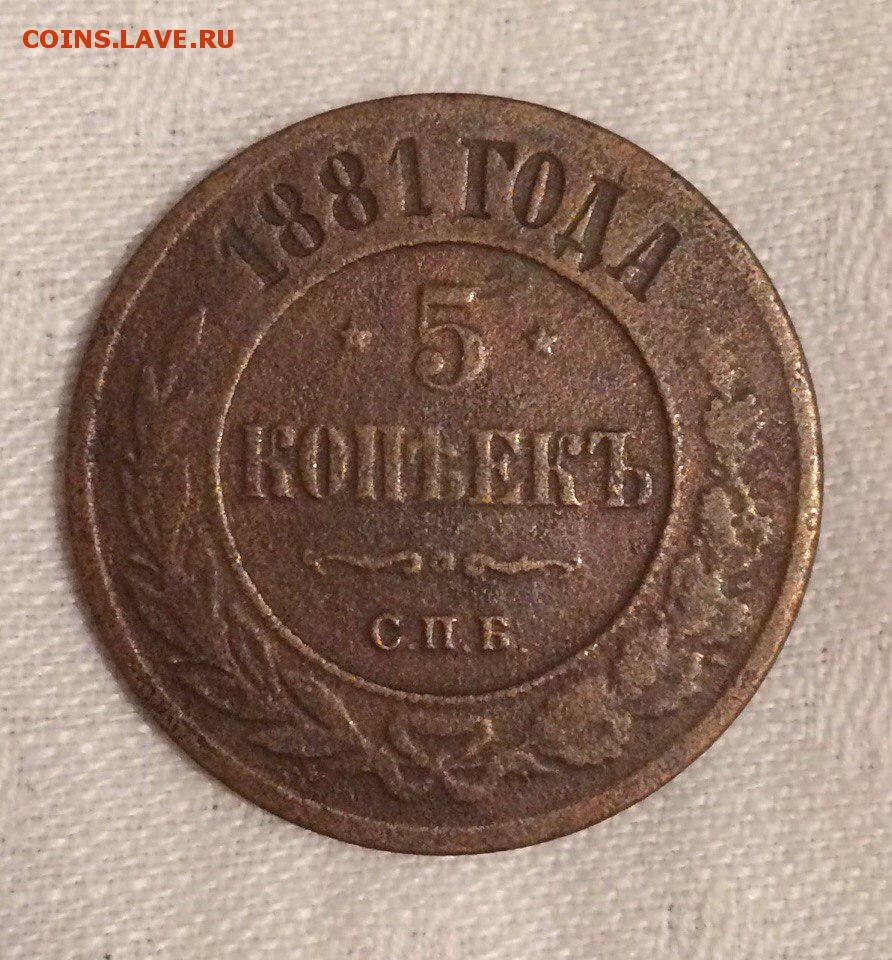 COINS.LAVE.RU
1881 ГОДА
5
КОПѢЕКЪ
С.П.Б.